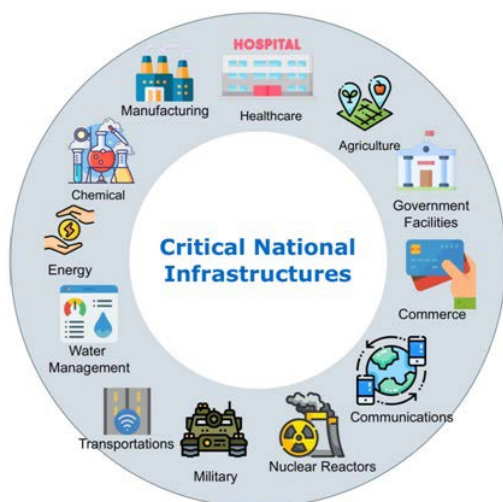 HOSPITAL
Manufacturing
Healthcare
Agriculture
Chemical
Government
Facilities
Energy
Critical National
Infrastructures
Commerce
Water
Management
Communications
Transportations
Military
Nuclear Reactors